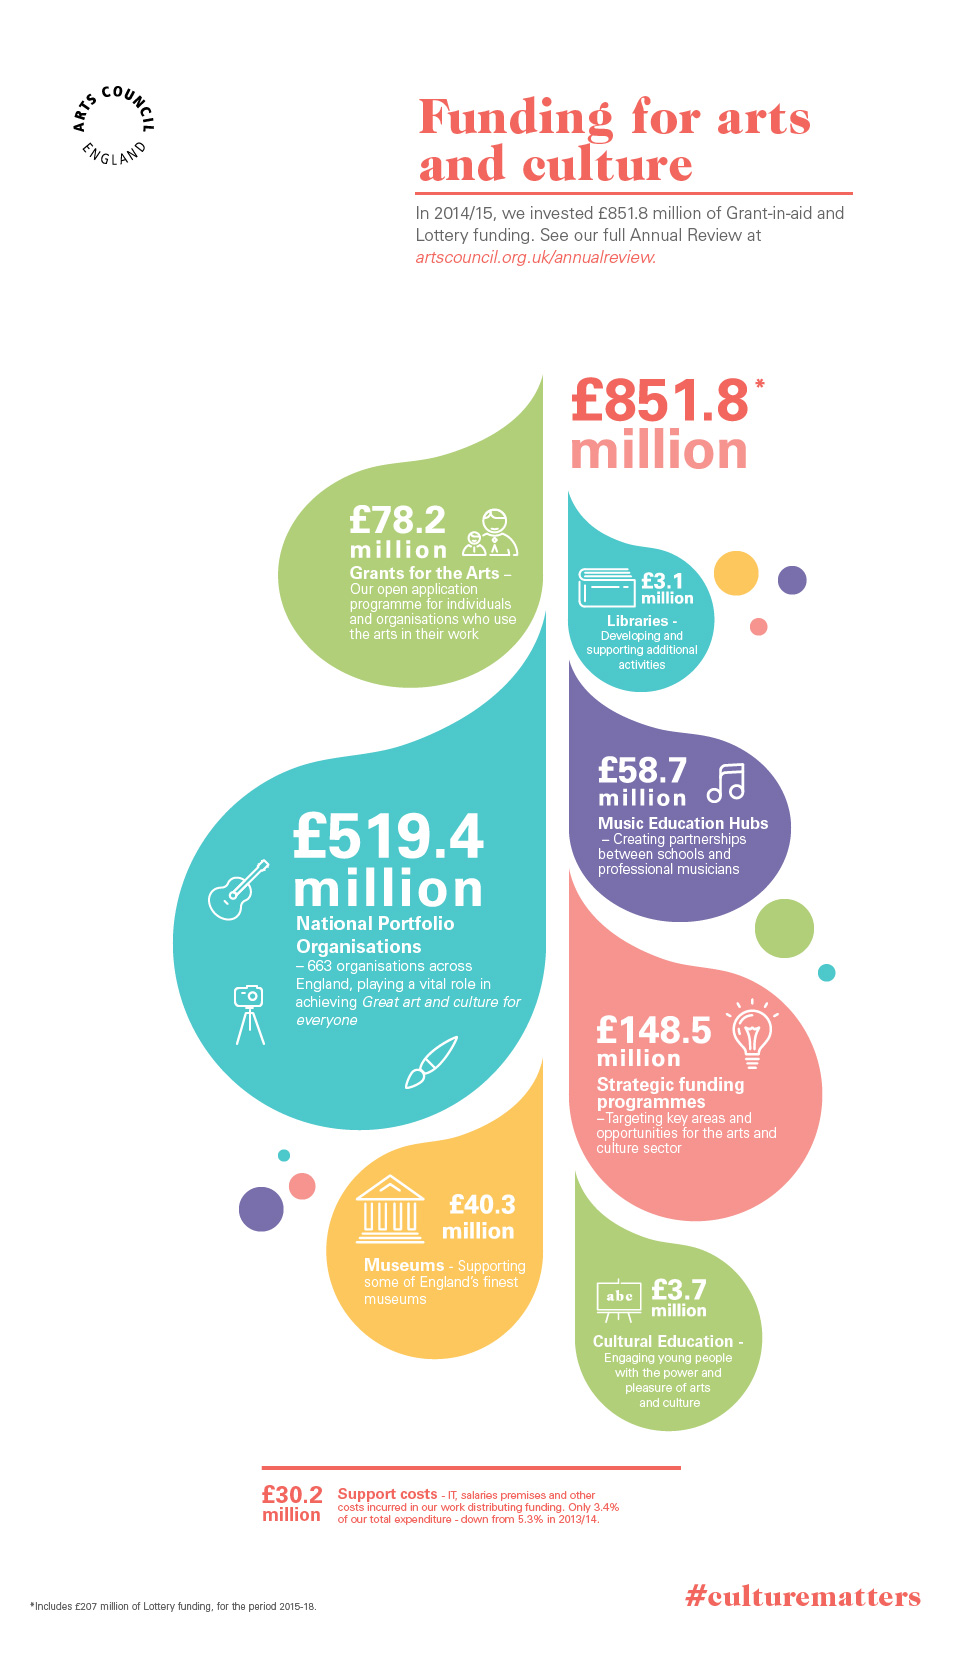 ARTS COUNCIL
ENGLAND
Funding for arts
and culture
In 2014/15, we invested £851.8 million of Grant-in-aid and
Lottery funding. See our full Annual Review at
artscouncil.org.uk/annualreview.
£851.8*
million
£78.2
million
Grants for the Arts –
Our open application
programme for individuals
and organisations who use
the arts in their work
£3.1
million
Libraries -
Developing and
supporting additional
activities
£58.7
million
Music Education Hubs
– Creating partnerships
between schools and
professional musicians
£519.4
million
National Portfolio
Organisations
– 663 organisations across
England, playing a vital role in
achieving Great art and culture for
everyone
£148.5
million
Strategic funding
programmes
– Targeting key areas and
opportunities for the arts and
culture sector
£40.3
million
Museums - Supporting
some of England's finest
museums
abc
£3.7
million
Cultural Education -
Engaging young people
with the power and
pleasure of arts
and culture
£30.2
million
Support costs - IT, salaries premises and other
costs incurred in our work distributing funding. Only 3.4%
of our total expenditure - down from 5.3% in 2013/14.
*Includes £207 million of Lottery funding, for the period 2015-18.
#culturematters